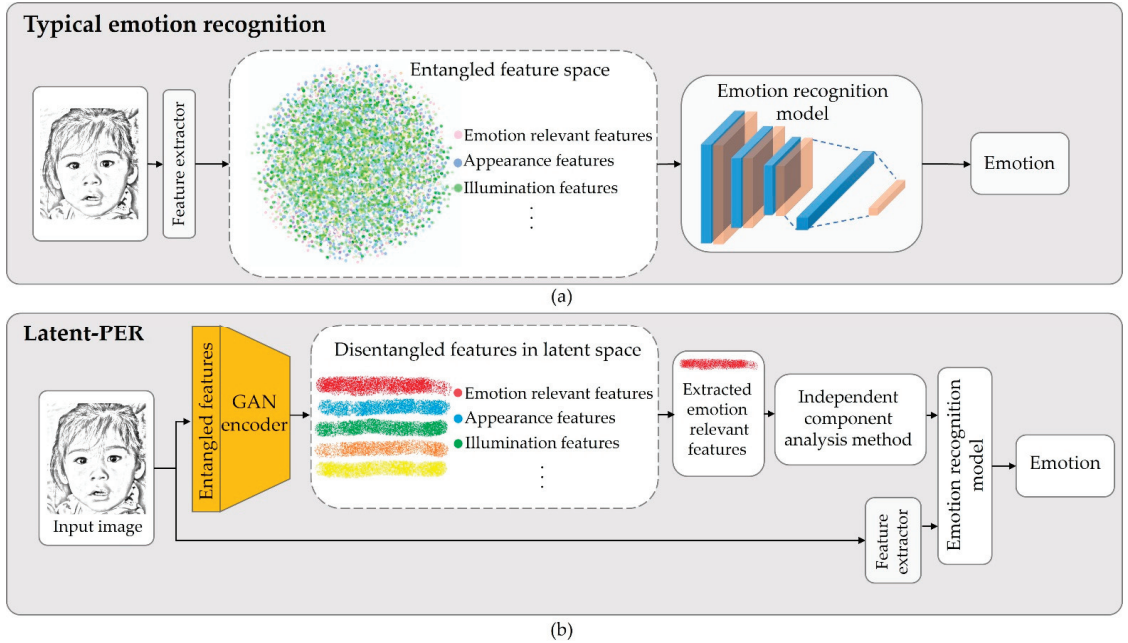 Typical emotion recognition
Feature extractor
Entangled feature space
Emotion relevant features
Appearance features
Illumination features
Emotion recognition
model
Emotion
(a)
Latent-PER
Input image
Entangled features
GAN
encoder
Disentangled features in latent space
Emotion relevant features
Appearance features
Illumination features
Extracted
emotion
relevant
features
Independent
component
analysis method
Feature
extractor
Emotion recognition
model
Emotion
(b)